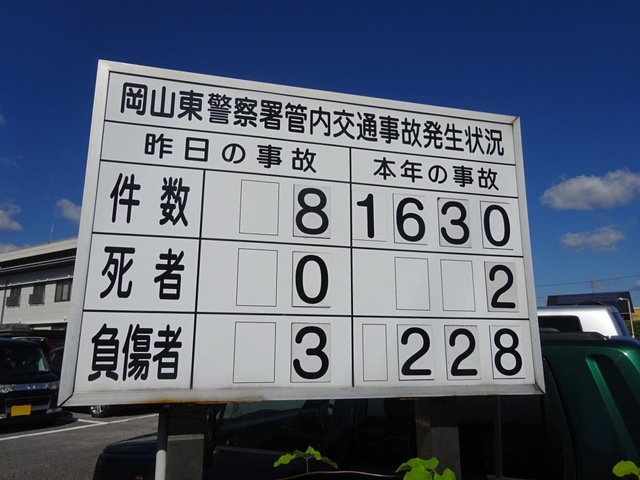 岡山東警察署管内交通事故発生状況
昨日の事故 本年の事故
件数 8 1630
死者 0 2
負傷者 3 228